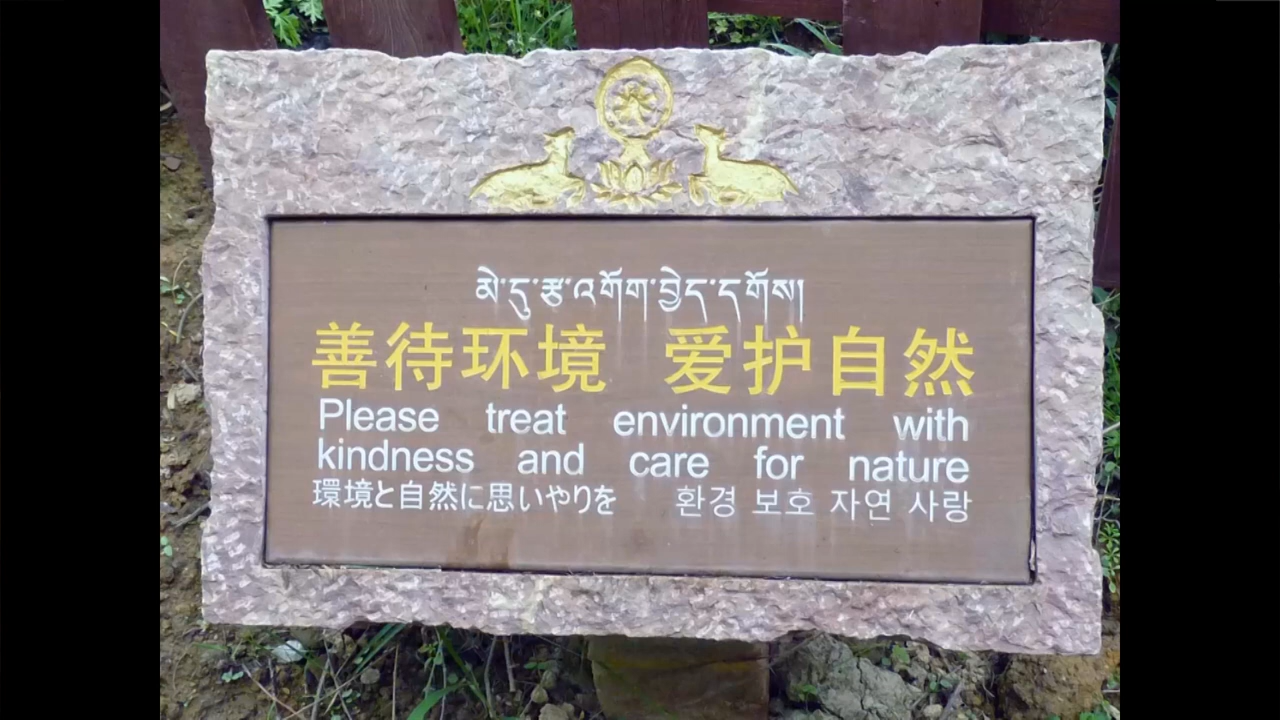 མེ་དུ་རྩྭ་འགོག་བྱེད་དགོས།
善待环境 爱护自然
Please treat environment with
kindness and care for nature
環境と自然に思いやりを 환경 보호 자연 사랑